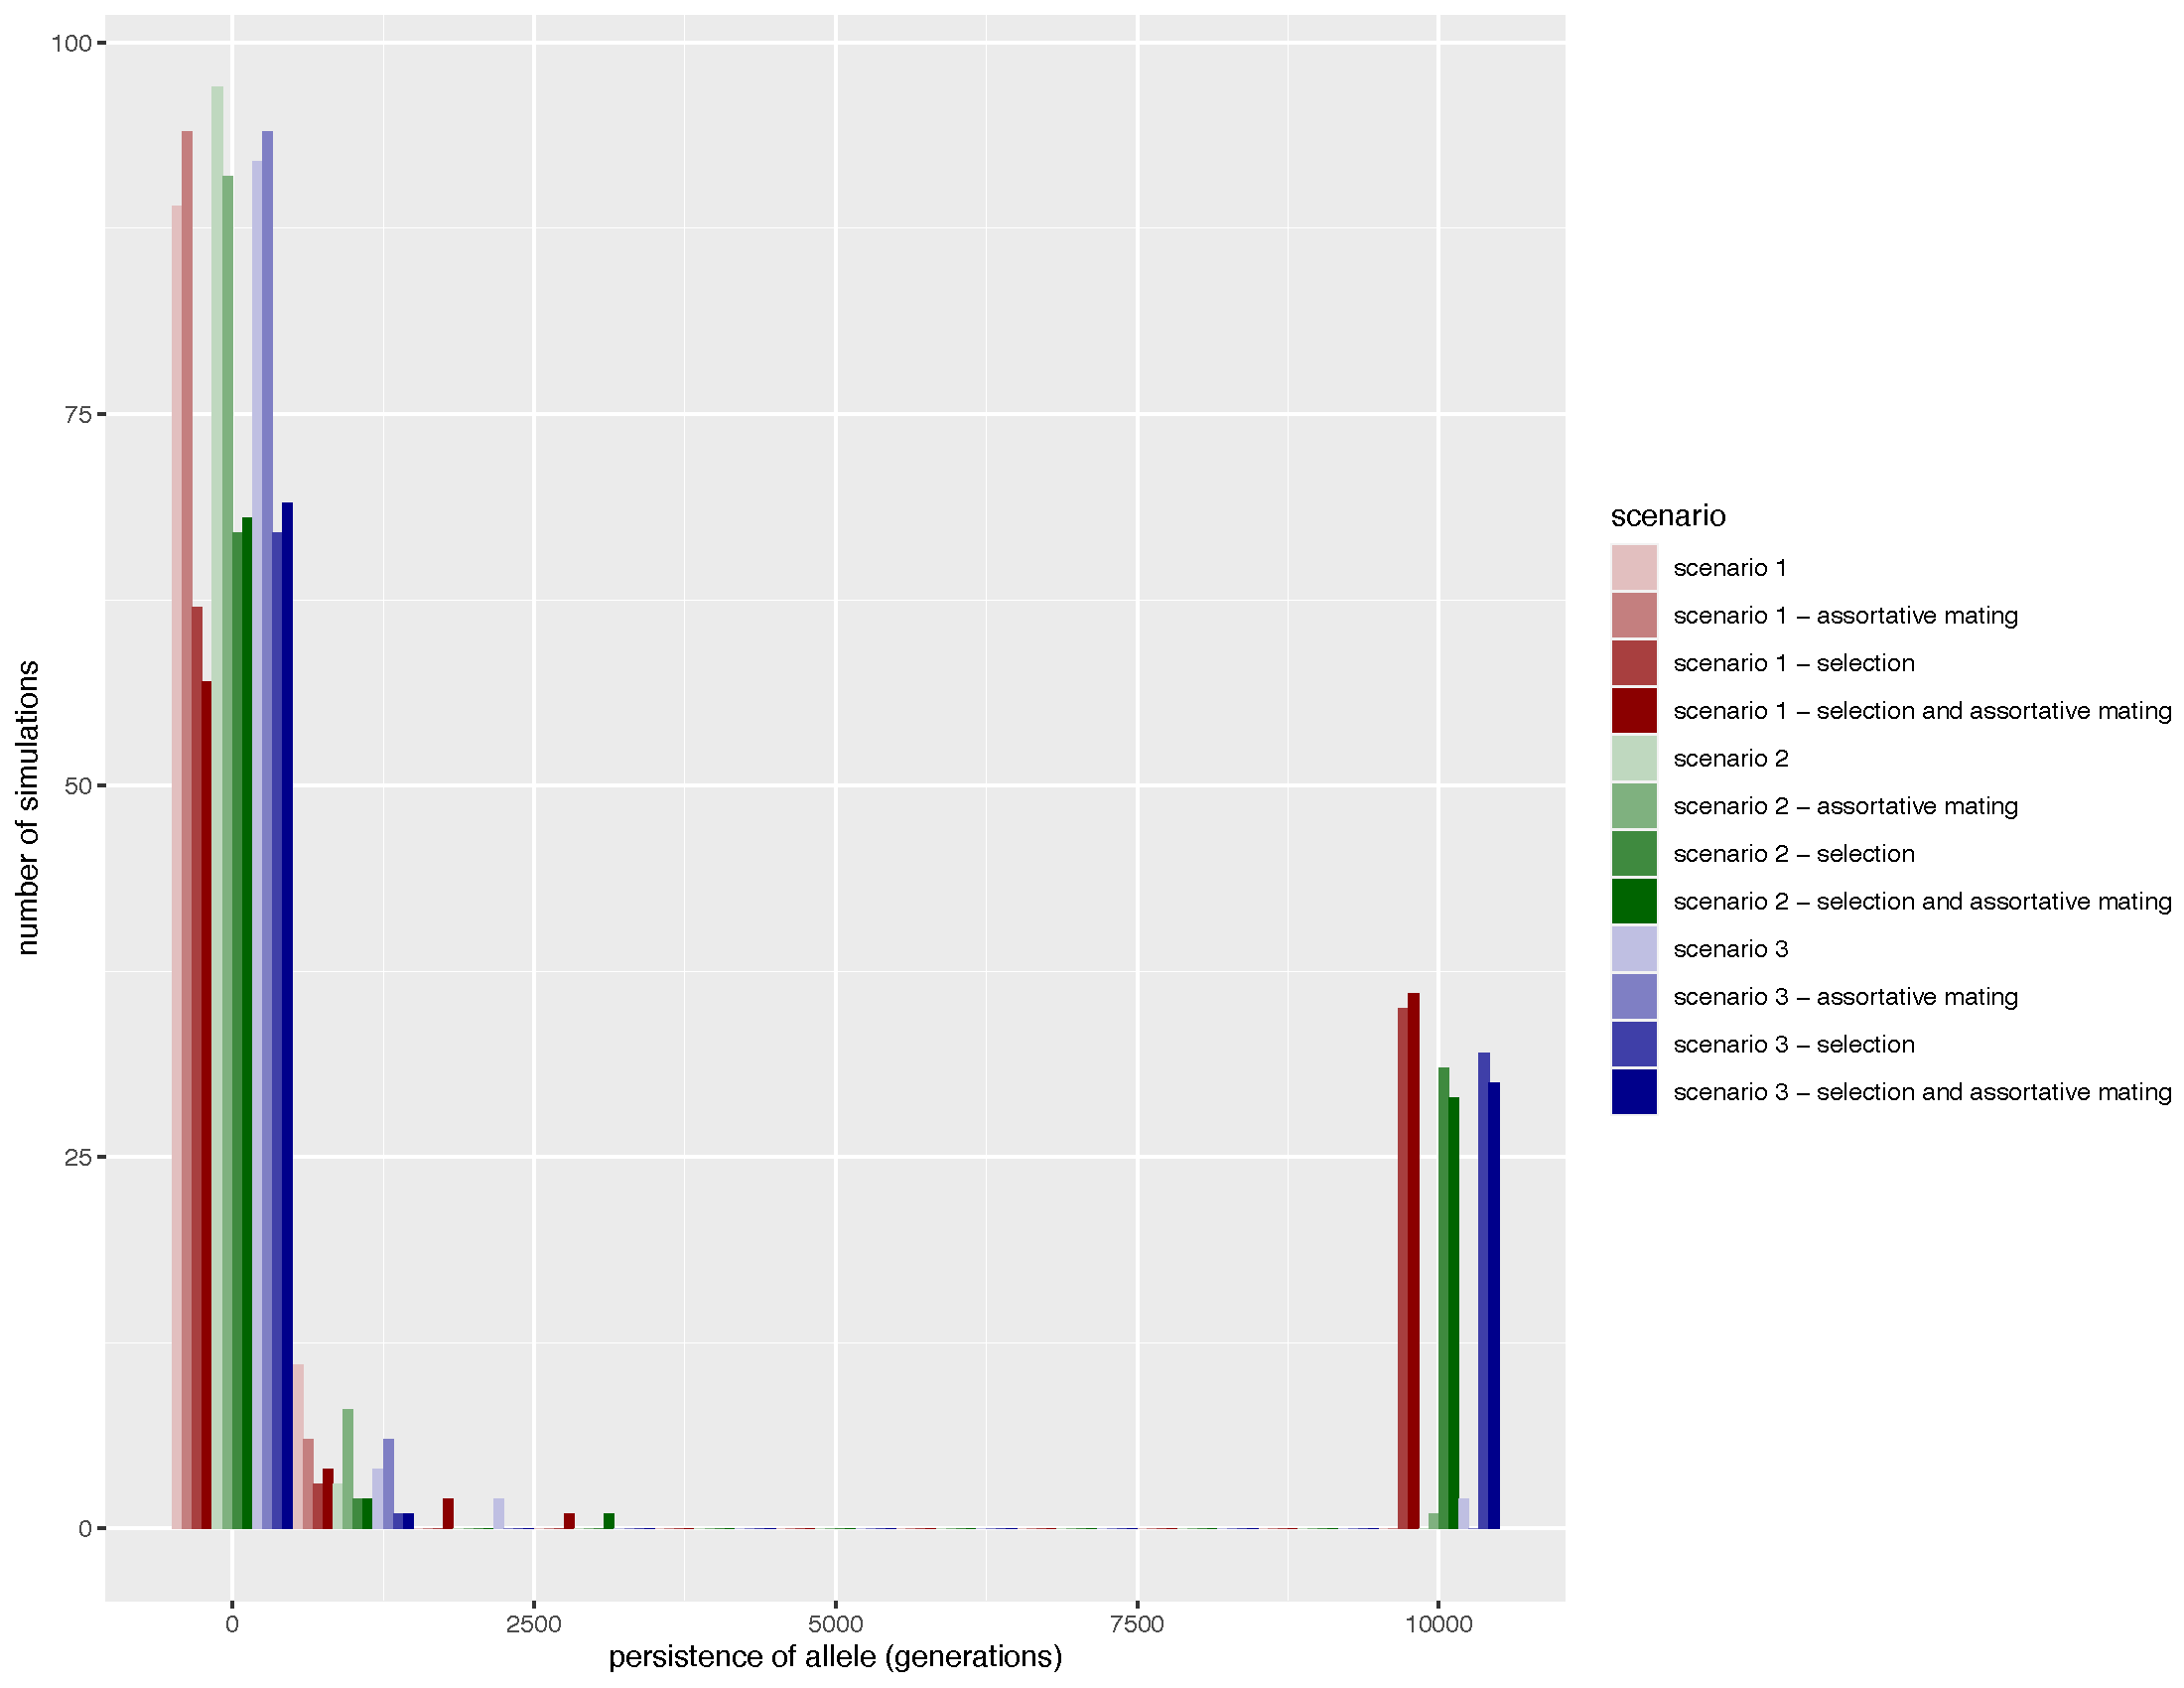 100
75
50
25
0
number of simulations
0
2500
5000
7500
10000
persistence of allele (generations)
scenario
scenario 1
scenario 1 – assortative mating
scenario 1 – selection
scenario 1 – selection and assortative mating
scenario 2
scenario 2 – assortative mating
scenario 2 – selection
scenario 2 – selection and assortative mating
scenario 3
scenario 3 – assortative mating
scenario 3 – selection
scenario 3 – selection and assortative mating